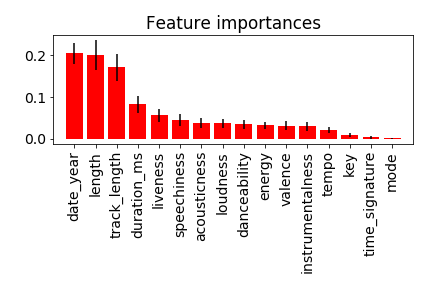 Feature importances
0.2
0.1
0.0
date_year
length
track_length
duration_ms
liveness
speechiness
acousticness
loudness
danceability
energy
valence
instrumentalness
tempo
key
time_signature
mode